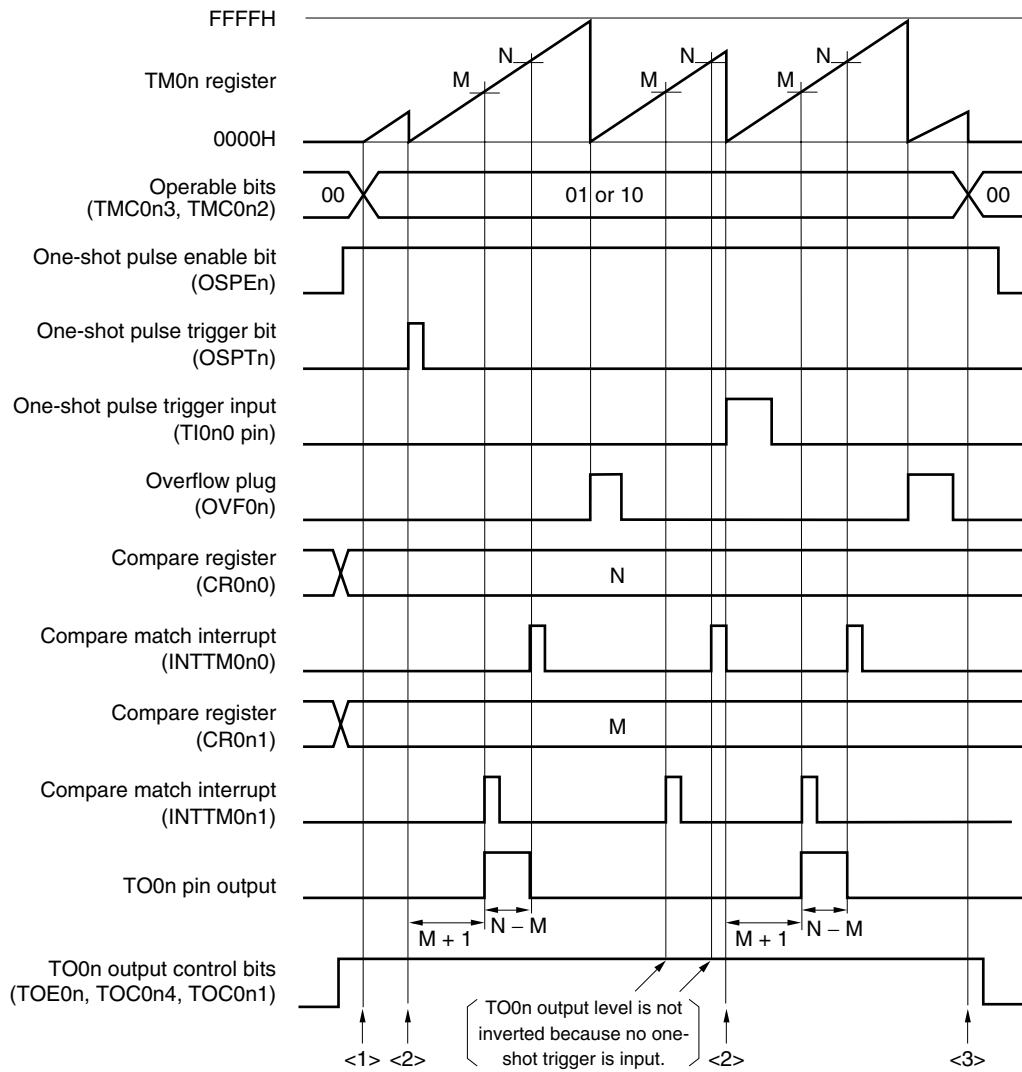 FFFFH
N
N
N
TM0n register
M
M
M
0000H
Operable bits
(TMC0n3, TMC0n2)
00
01 or 10
00
One-shot pulse enable bit
(OSPEn)
One-shot pulse trigger bit
(OSPTn)
One-shot pulse trigger input
(TI0n0 pin)
Overflow plug
(OVF0n)
Compare register
(CR0n0)
N
Compare match interrupt
(INTTM0n0)
Compare register
(CR0n1)
M
Compare match interrupt
(INTTM0n1)
TO0n pin output
M + 1
N – M
M + 1
N – M
TO0n output control bits
(TOE0n, TOC0n4, TOC0n1)
TO0n output level is not
inverted because no one-
shot trigger is input.
<1> <2> <2> <3>